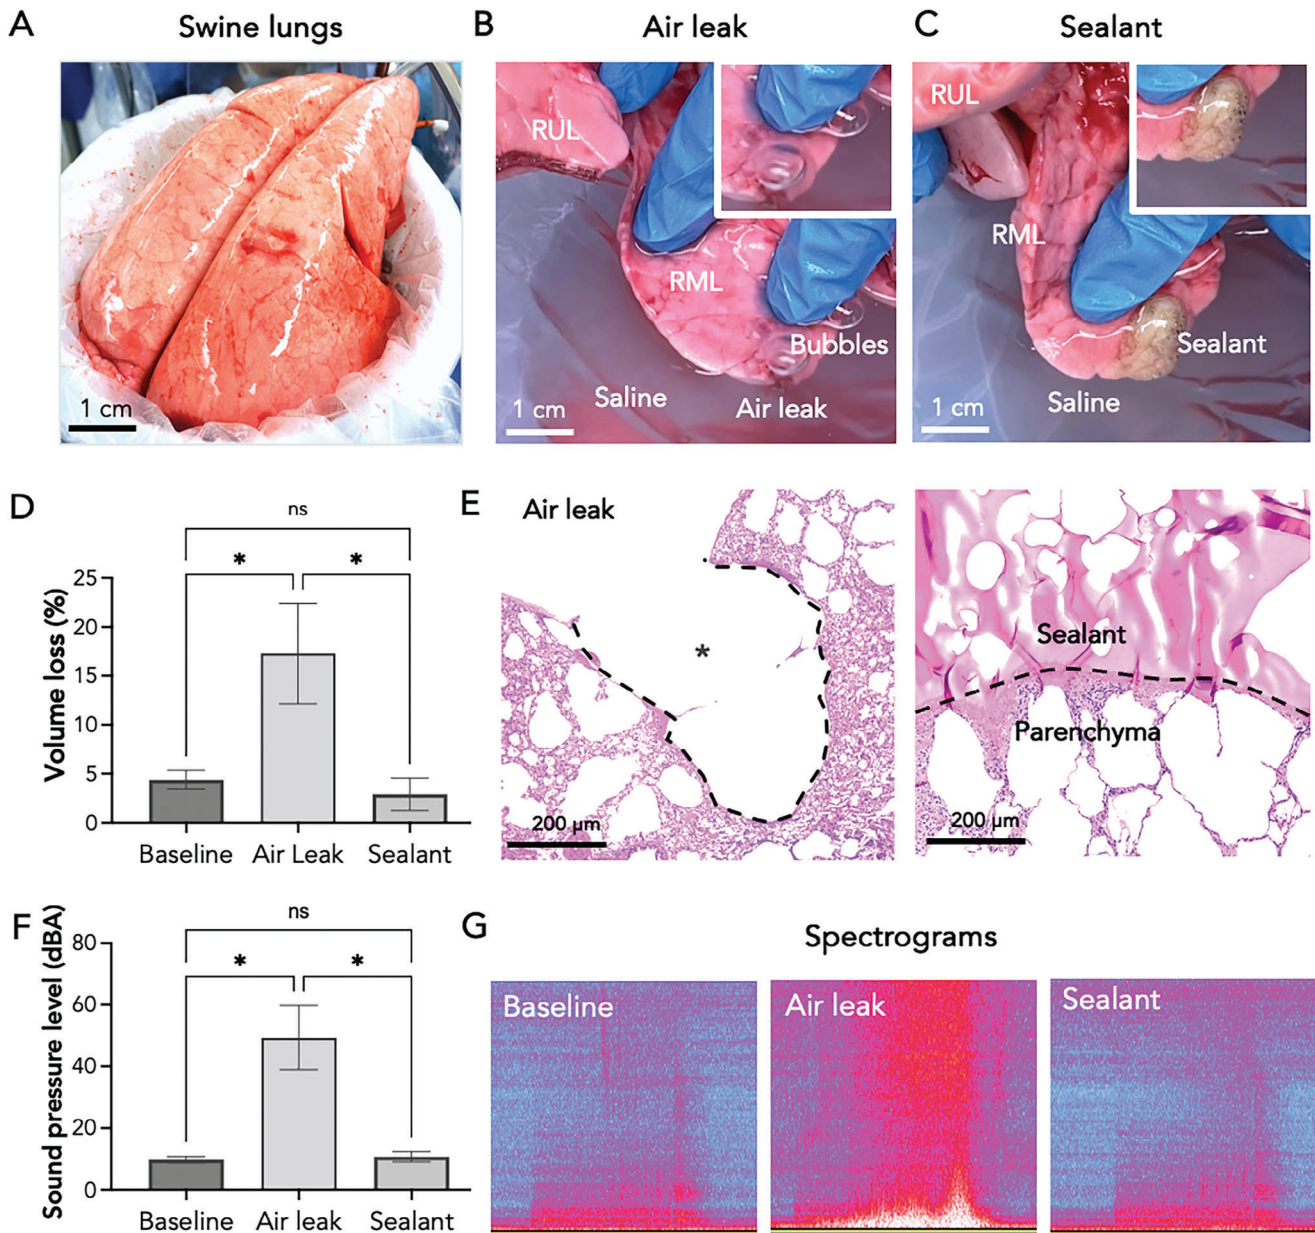 A
Swine lungs
1 cm
B
Air leak
RUL
RML
Bubbles
Saline
Air leak
1 cm
C
Sealant
RUL
RML
Sealant
Saline
1 cm
D
ns
* *
Volume loss (%)
25
20
15
10
5
0
Baseline Air Leak Sealant
E
Air leak
*
200 µm
Sealant
Parenchyma
200 µm
F
ns
* *
Sound pressure level (dBA)
80
60
40
20
0
Baseline Air leak Sealant
G
Spectrograms
Baseline
Air leak
Sealant